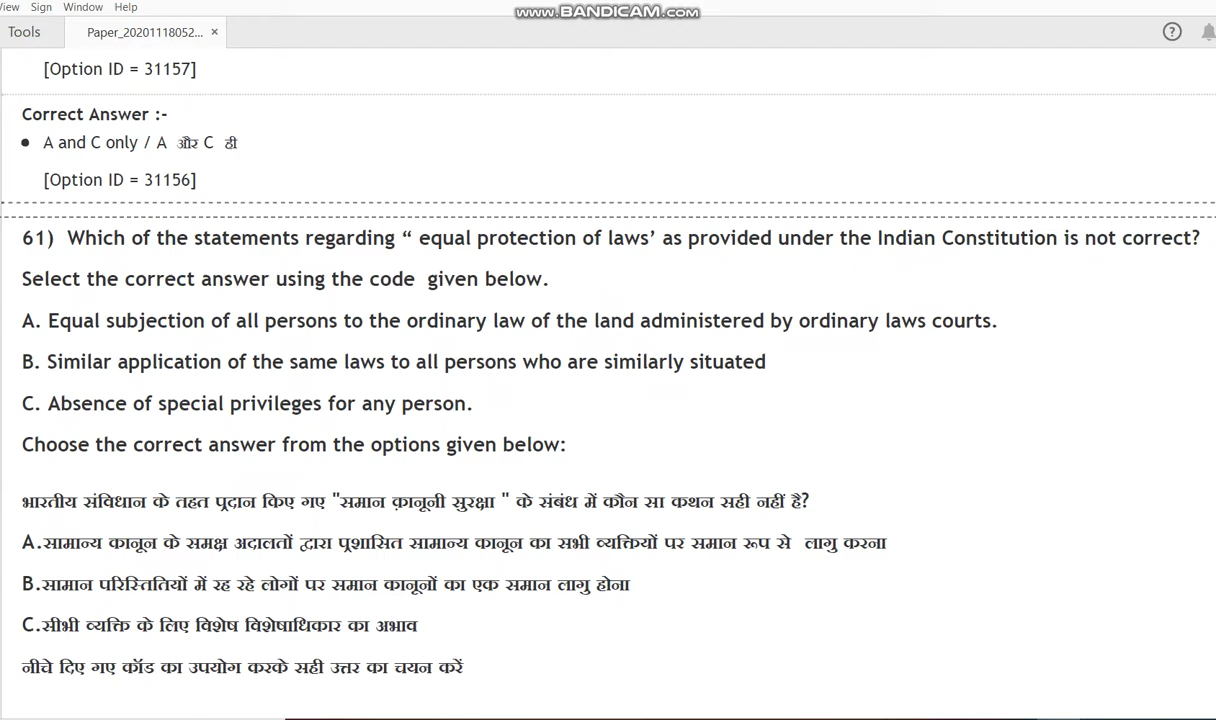 View Sign Window Help
www.BANDICAM.com
Tools Paper_20201118052... × ?
[Option ID = 31157]
Correct Answer :-
• A and C only / A और C ही
[Option ID = 31156]
61) Which of the statements regarding “ equal protection of laws’ as provided under the Indian Constitution is not correct?
Select the correct answer using the code given below.
A. Equal subjection of all persons to the ordinary law of the land administered by ordinary laws courts.
B. Similar application of the same laws to all persons who are similarly situated
C. Absence of special privileges for any person.
Choose the correct answer from the options given below:
भारतीय संविधान के तहत प्रदान किए गए "समान क़ानूनी सुरक्षा " के संबंध में कौन सा कथन सही नहीं है?
A.सामान्य कानून के समक्ष अदालतों द्वारा प्रशासित सामान्य कानून का सभी व्यक्तियों पर समान रूप से लागु करना
B.सामान परिस्तितियों में रह रहे लोगों पर समान कानूनों का एक समान लागु होना
C.सीभी व्यक्ति के लिए विशेष विशेषाधिकार का अभाव
नीचे दिए गए कॉड का उपयोग करके सही उत्तर का चयन करें